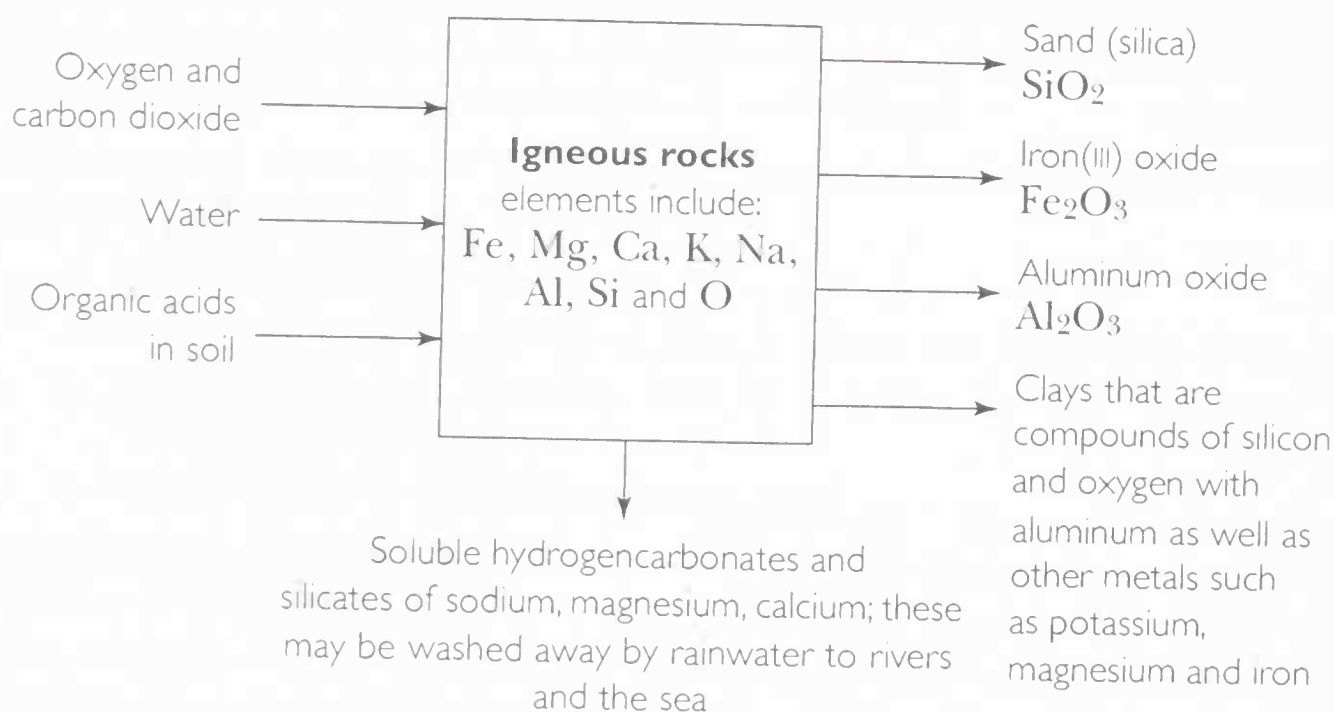 Oxygen and
carbon dioxide
Water
Organic acids
in soil
Igneous rocks
elements include:
Fe, Mg, Ca, K, Na,
Al, Si and O
Sand (silica)
SiO₂
Iron(III) oxide
Fe₂O₃
Aluminum oxide
Al₂O₃
Clays that are
compounds of silicon
and oxygen with
aluminum as well as
other metals such
as potassium,
magnesium and iron
Soluble hydrogencarbonates and
silicates of sodium, magnesium, calcium; these
may be washed away by rainwater to rivers
and the sea